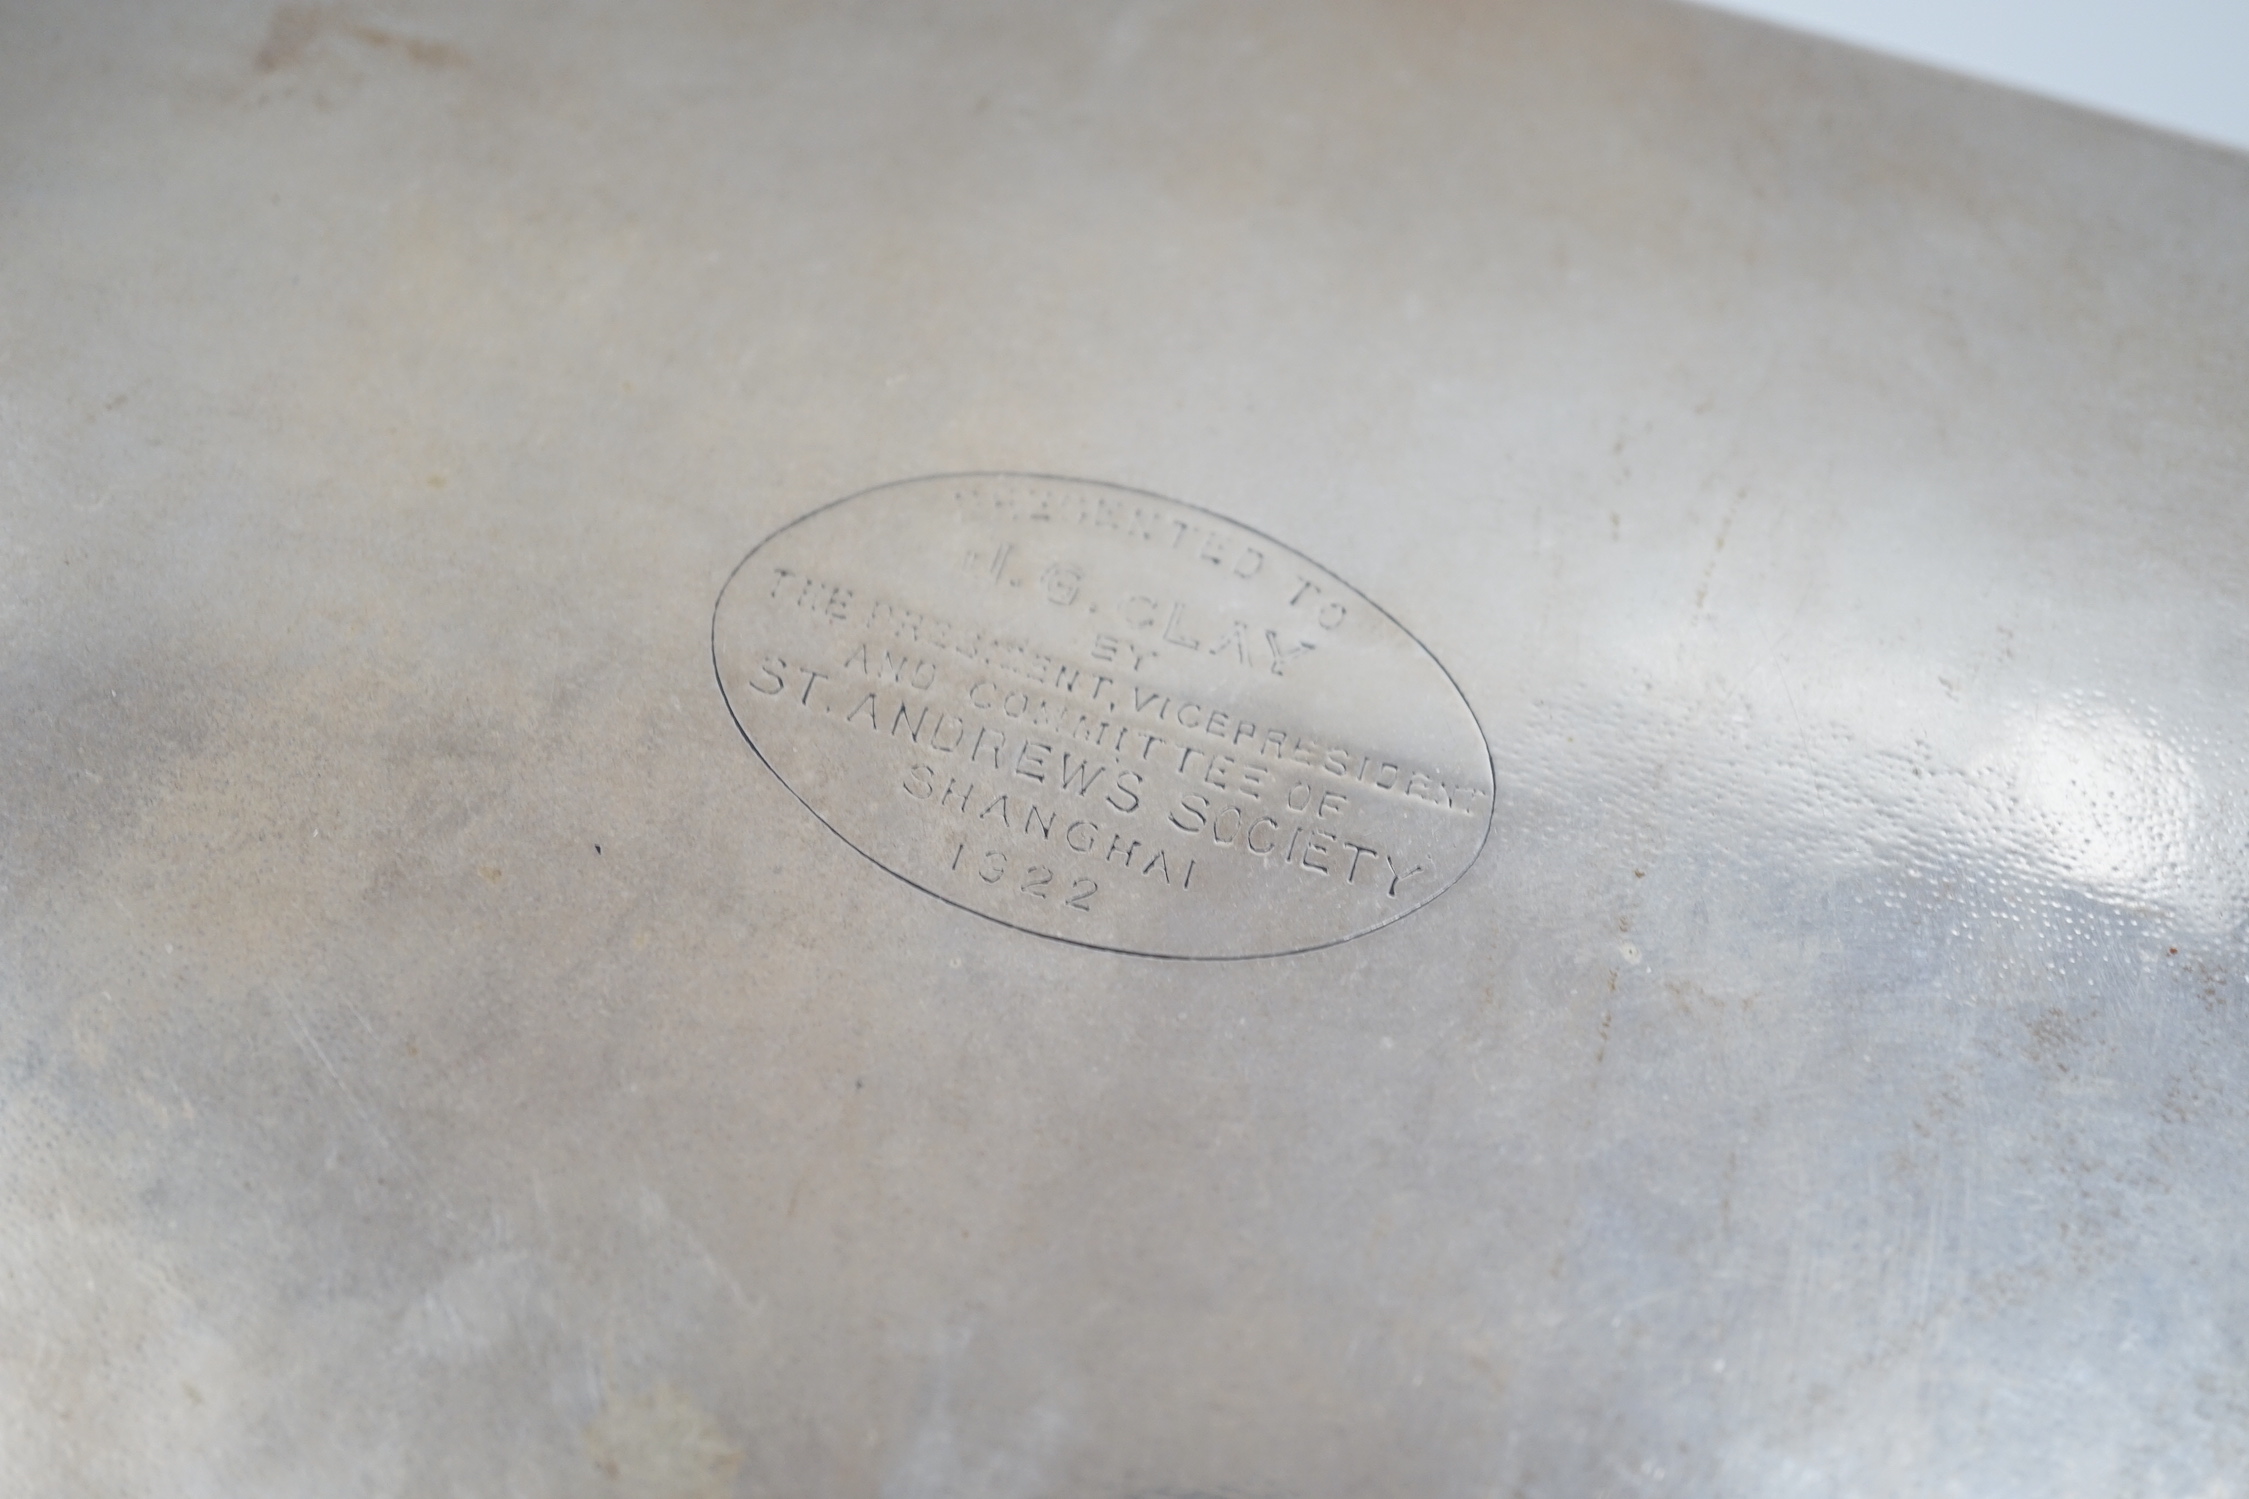 PRESENTED TO
J. G. CLAY
BY
THE PRESIDENT, VICEPRESIDENT
AND COMMITTEE OF
ST. ANDREWS SOCIETY
SHANGHAI
1922